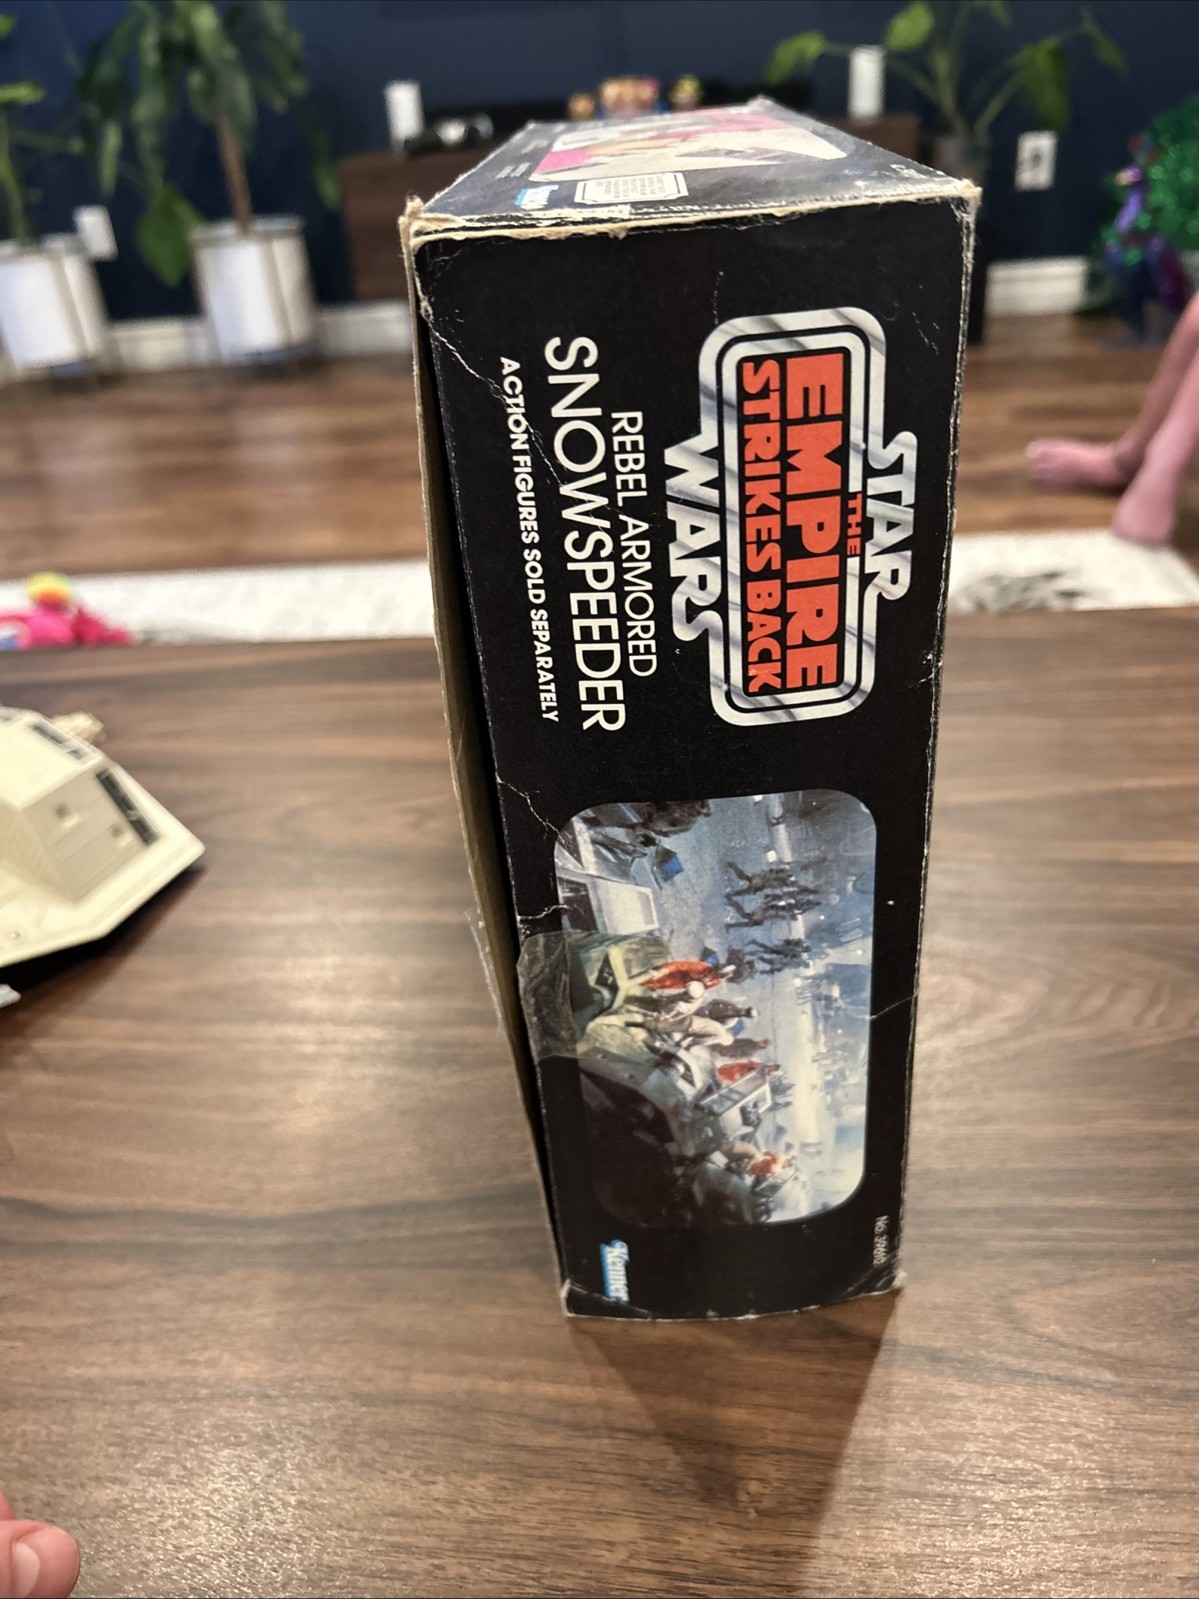 STAR
THE
EMPIRE
STRIKES BACK
WARS
REBEL ARMORED
SNOWSPEEDER
ACTION FIGURES SOLD SEPARATELY
Kenner